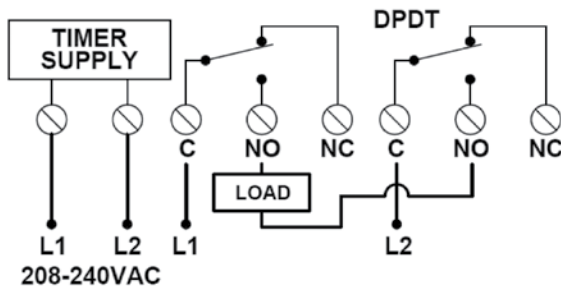 DPDT
TIMER
SUPPLY
C NO NC C NO NC
LOAD
L1 L2 L1 L2
208-240VAC